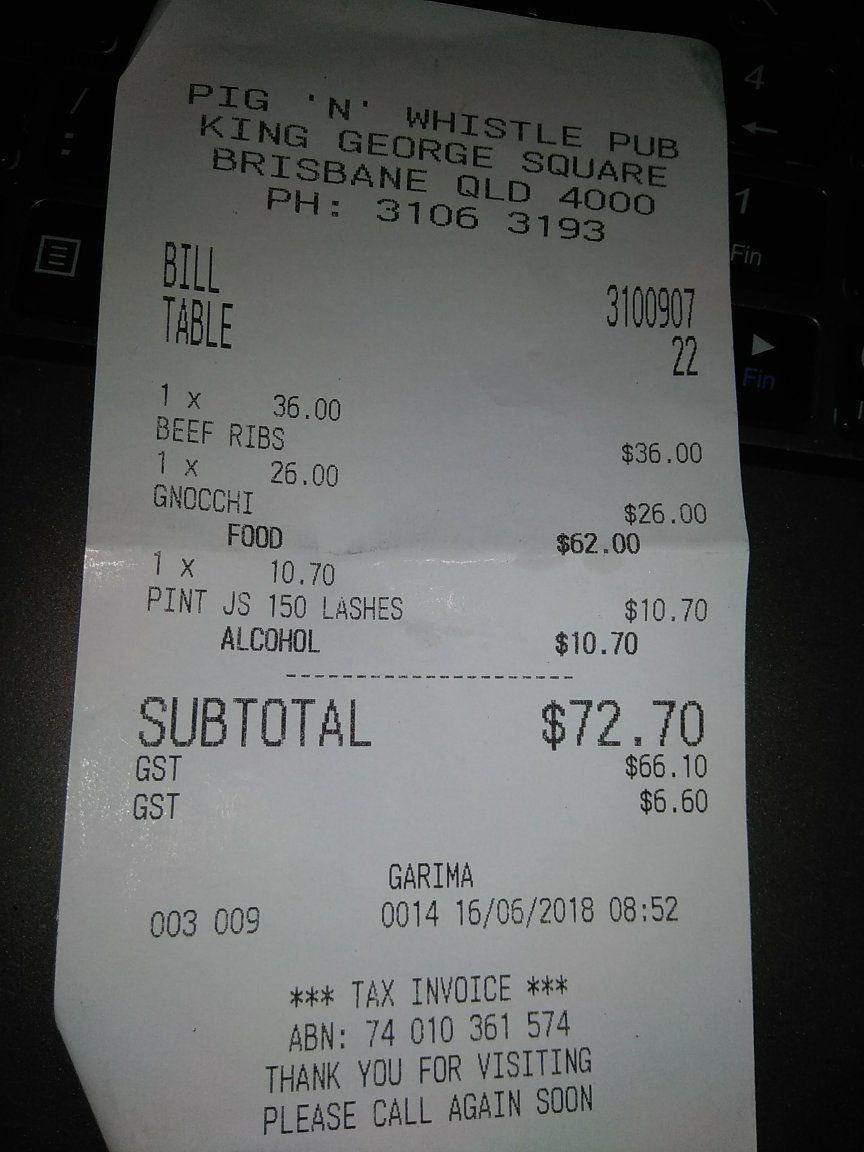 PIG 'N' WHISTLE PUB
KING GEORGE SQUARE
BRISBANE QLD 4000
PH: 3106 3193
BILL 3100907
TABLE 22
1 x 36.00
BEEF RIBS $36.00
1 x 26.00
GNOCCHI $26.00
FOOD $62.00
1 x 10.70
PINT JS 150 LASHES $10.70
ALCOHOL $10.70
--------------------
SUBTOTAL $72.70
GST $66.10
GST $6.60
GARIMA
003 009 0014 16/06/2018 08:52
*** TAX INVOICE ***
ABN: 74 010 361 574
THANK YOU FOR VISITING
PLEASE CALL AGAIN SOON
4
1
Fin
Fin